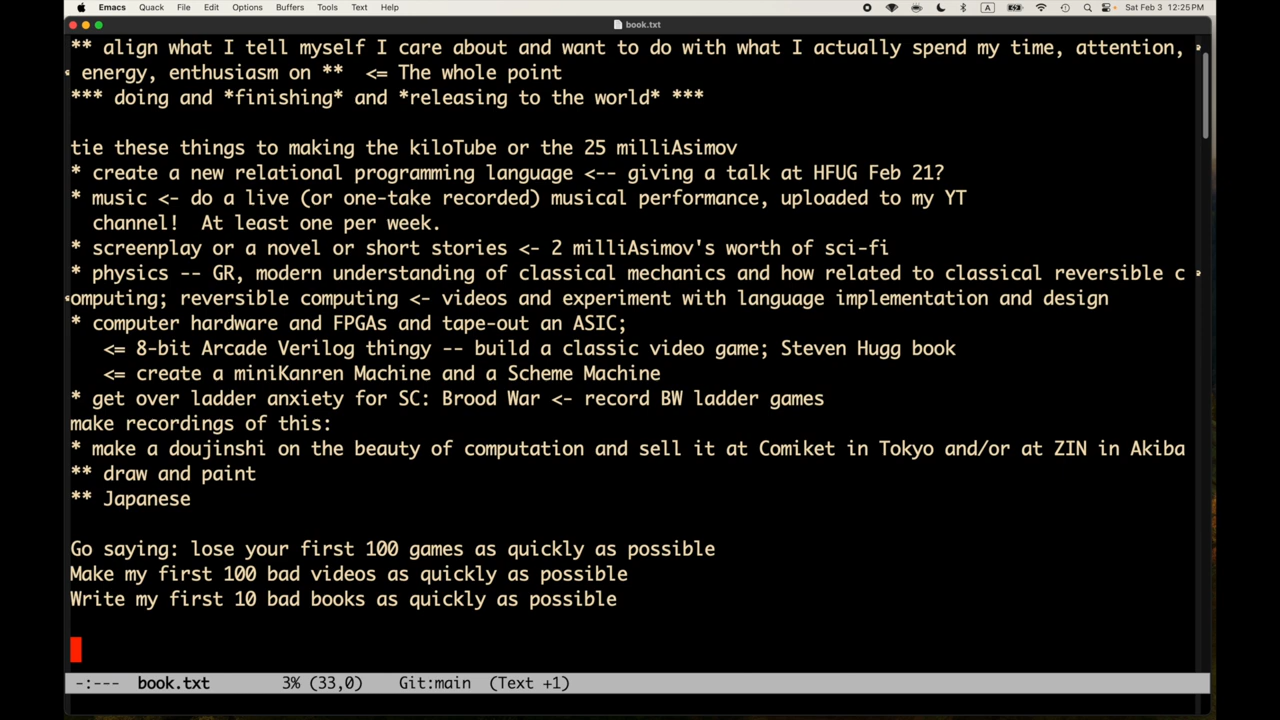 Emacs Quack File Edit Options Buffers Tools Text Help A Sat Feb 3 12:25 PM
book.txt
** align what I tell myself I care about and want to do with what I actually spend my time, attention,
energy, enthusiasm on ** <= The whole point
*** doing and *finishing* and *releasing to the world* ***
tie these things to making the kiloTube or the 25 milliAsimov
* create a new relational programming language <-- giving a talk at HFUG Feb 21?
* music <- do a live (or one-take recorded) musical performance, uploaded to my YT
channel! At least one per week.
* screenplay or a novel or short stories <- 2 milliAsimov's worth of sci-fi
* physics -- GR, modern understanding of classical mechanics and how related to classical reversible c
omputing; reversible computing <- videos and experiment with language implementation and design
* computer hardware and FPGAs and tape-out an ASIC;
<= 8-bit Arcade Verilog thingy -- build a classic video game; Steven Hugg book
<= create a miniKanren Machine and a Scheme Machine
* get over ladder anxiety for SC: Brood War <- record BW ladder games
make recordings of this:
* make a doujinshi on the beauty of computation and sell it at Comiket in Tokyo and/or at ZIN in Akiba
** draw and paint
** Japanese
Go saying: lose your first 100 games as quickly as possible
Make my first 100 bad videos as quickly as possible
Write my first 10 bad books as quickly as possible
-:--- book.txt 3% (33,0) Git:main (Text +1)